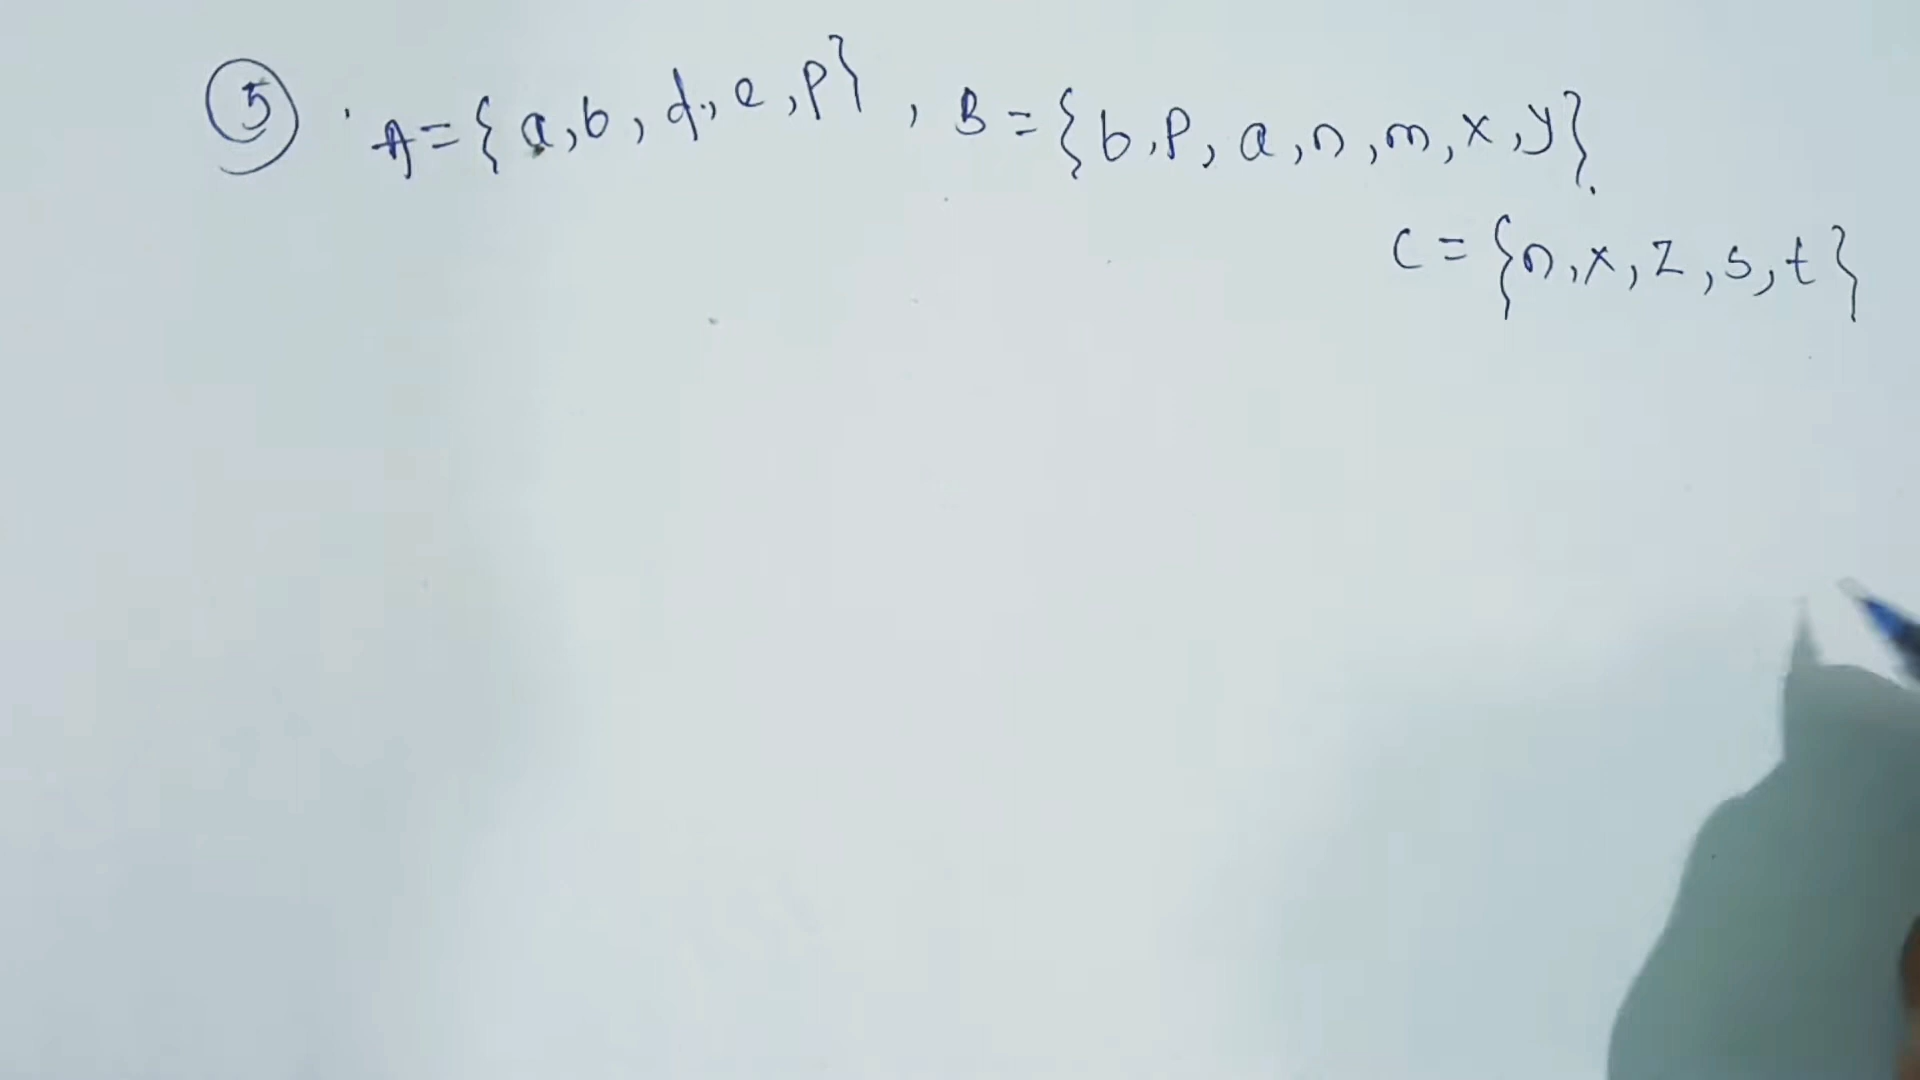 5 A = {a, b, d, e, p}, B = {b, p, a, n, m, x, y}.
C = {n, x, z, s, t}